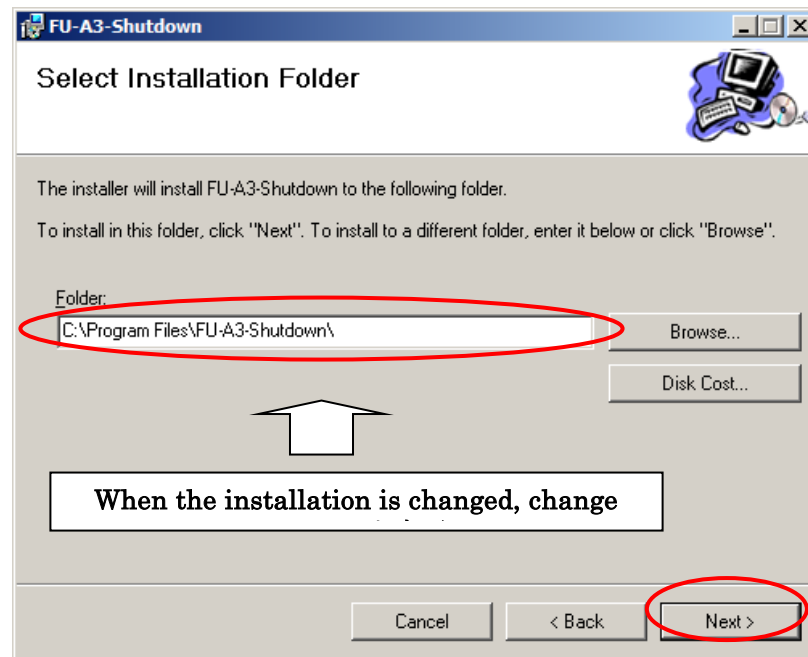 FU-A3-Shutdown
Select Installation Folder
The installer will install FU-A3-Shutdown to the following folder.
To install in this folder, click "Next". To install to a different folder, enter it below or click "Browse".
Folder:
C:\Program Files\FU-A3-Shutdown\
Browse...
Disk Cost...
When the installation is changed, change
Cancel
< Back
Next >